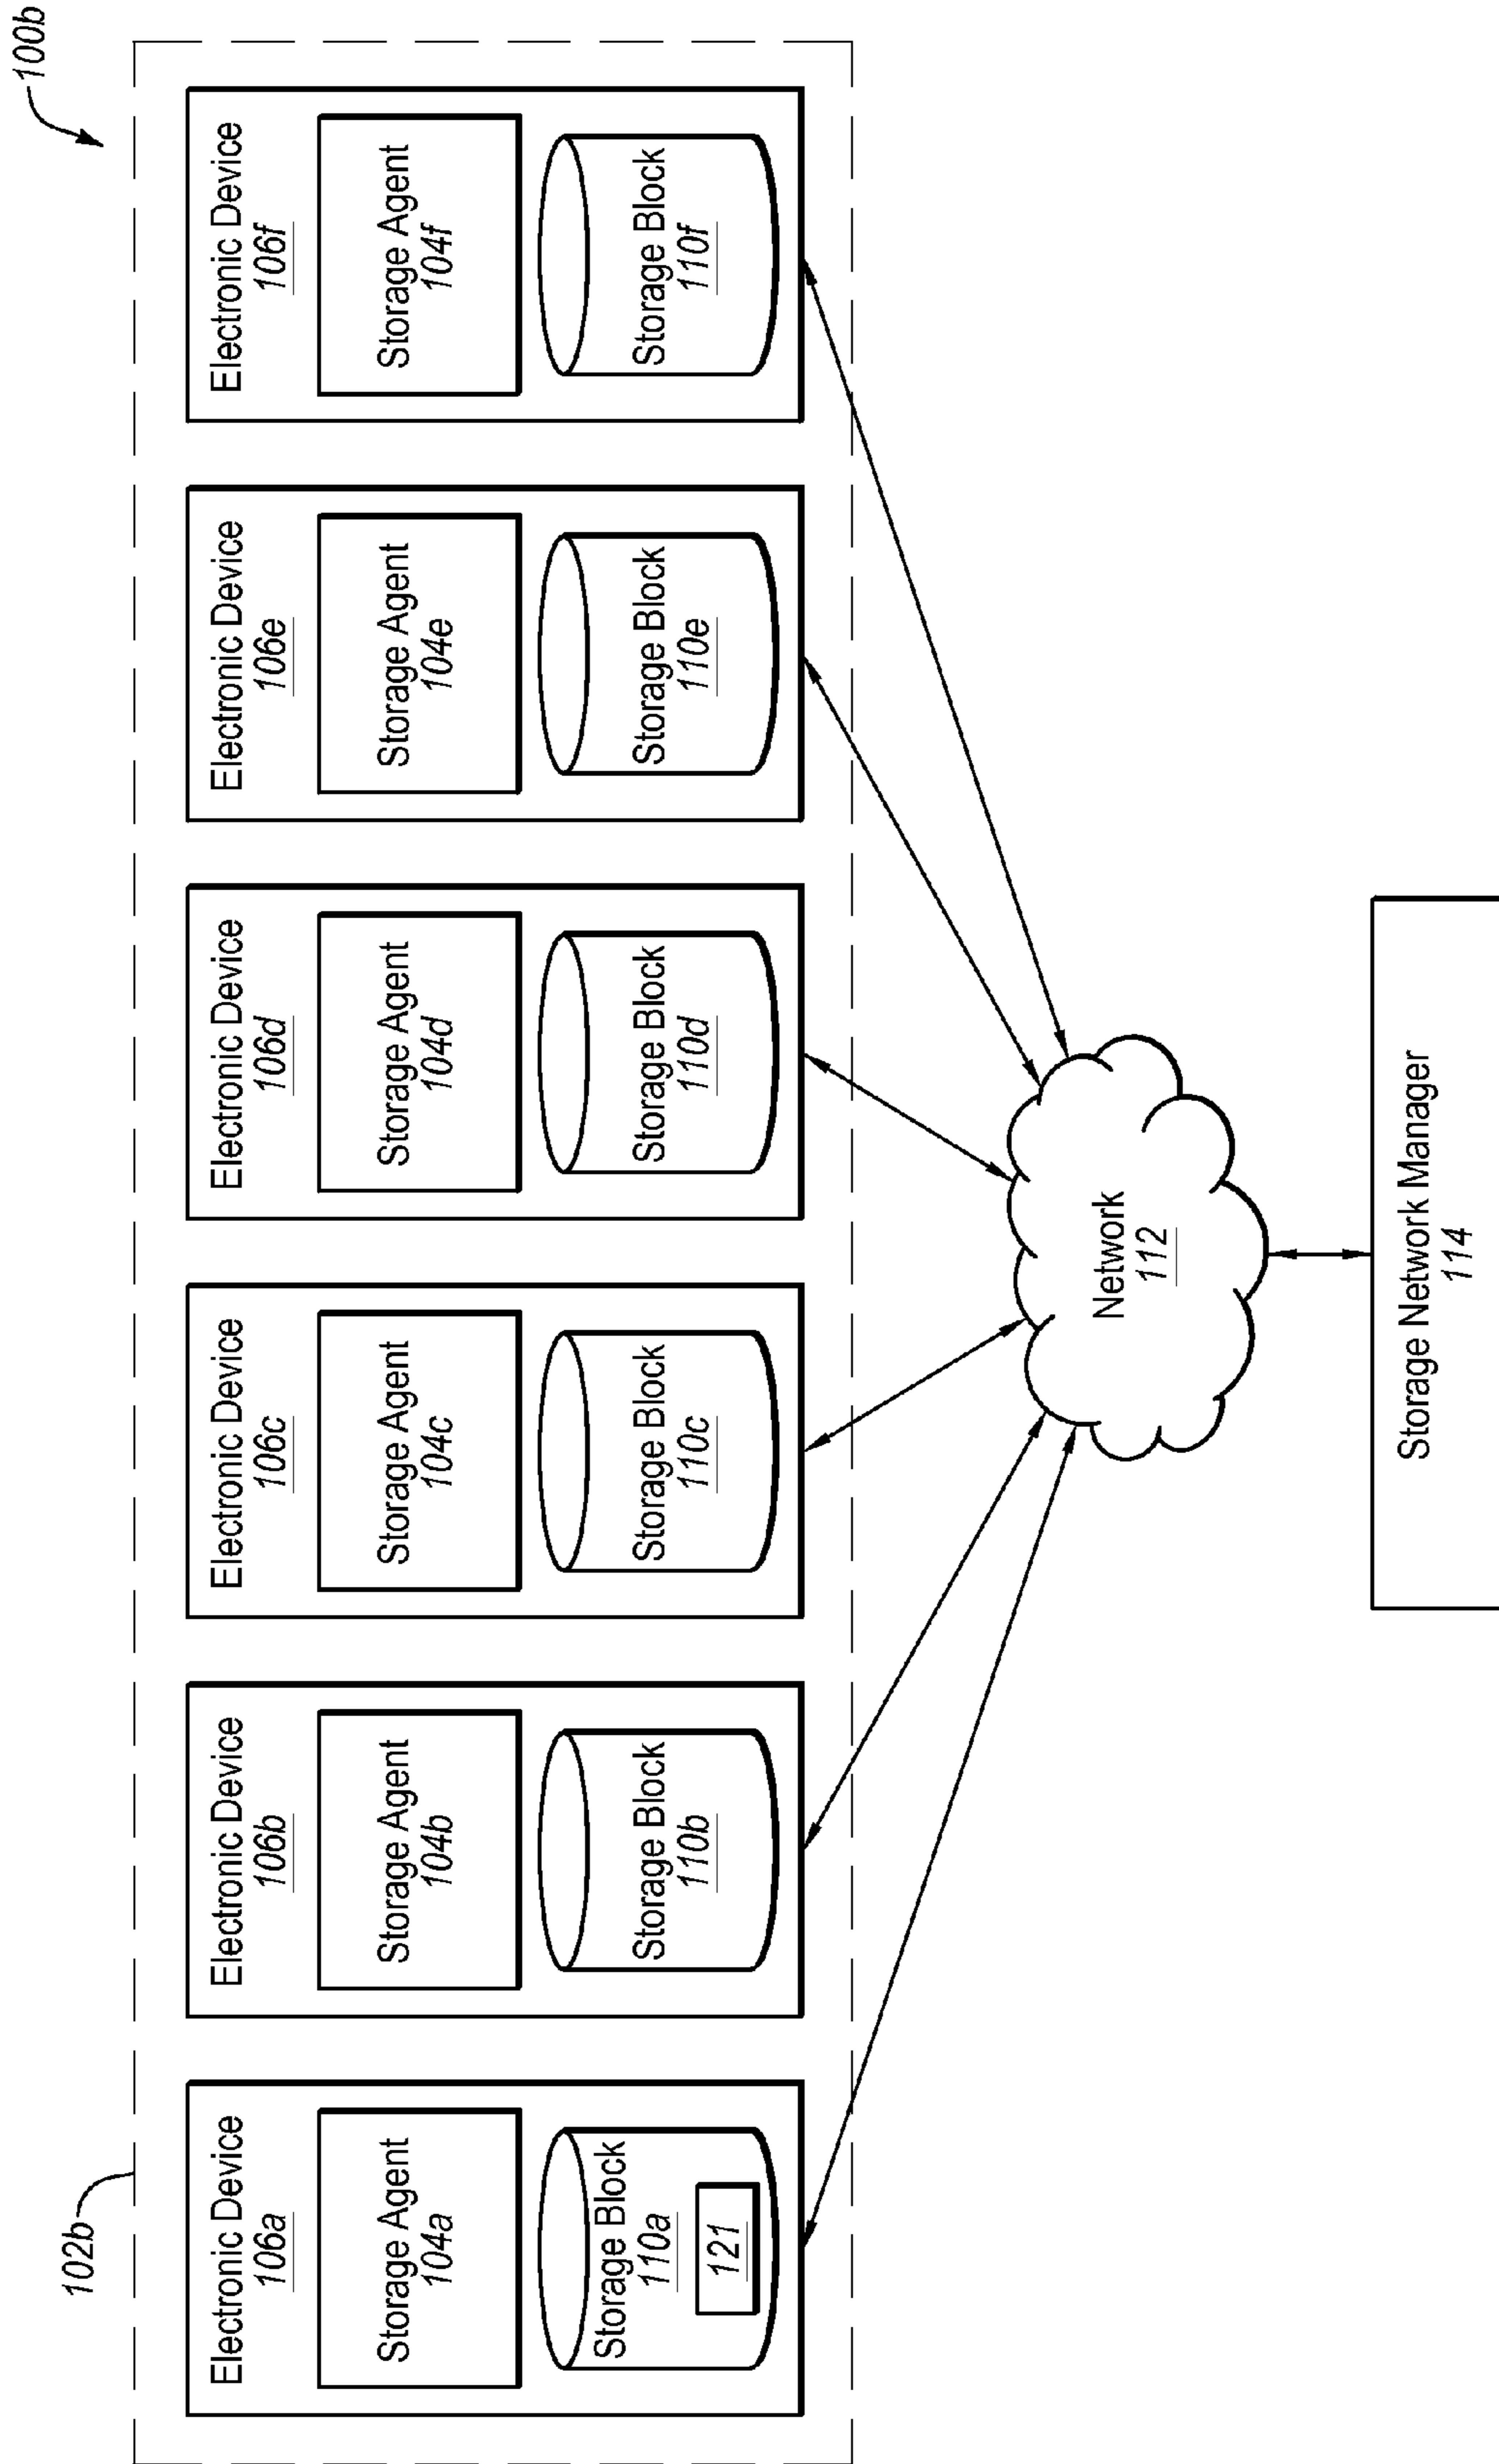 100b
102b
Electronic Device
106a
Storage Agent
104a
Storage Block
110a
121
Electronic Device
106b
Storage Agent
104b
Storage Block
110b
Electronic Device
106c
Storage Agent
104c
Storage Block
110c
Electronic Device
106d
Storage Agent
104d
Storage Block
110d
Electronic Device
106e
Storage Agent
104e
Storage Block
110e
Electronic Device
106f
Storage Agent
104f
Storage Block
110f
Network
112
Storage Network Manager
114